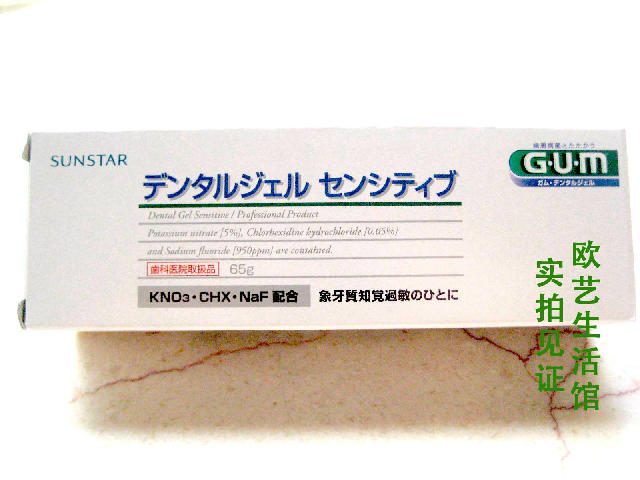 SUNSTAR
歯周病菌とたたかう
G・U・M
ガム・デンタルジェル
デンタルジェル センシティブ
Dental Gel Sensitive / Professional Product
Potassium nitrate [5%], Chlorhexidine hydrochloride [0.05%]
and Sodium fluoride [950ppm] are contained.
歯科医院取扱品 65g
KNO3・CHX・NaF 配合 象牙質知覚過敏のひとに
欧艺生活馆
实拍见证